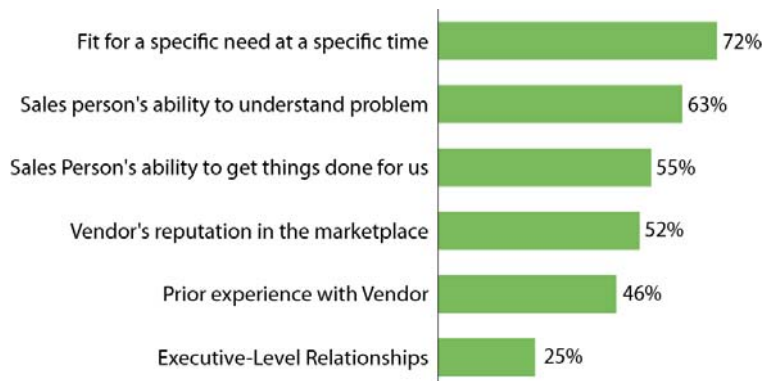 Fit for a specific need at a specific time 72%
Sales person's ability to understand problem 63%
Sales Person's ability to get things done for us 55%
Vendor's reputation in the marketplace 52%
Prior experience with Vendor 46%
Executive-Level Relationships 25%